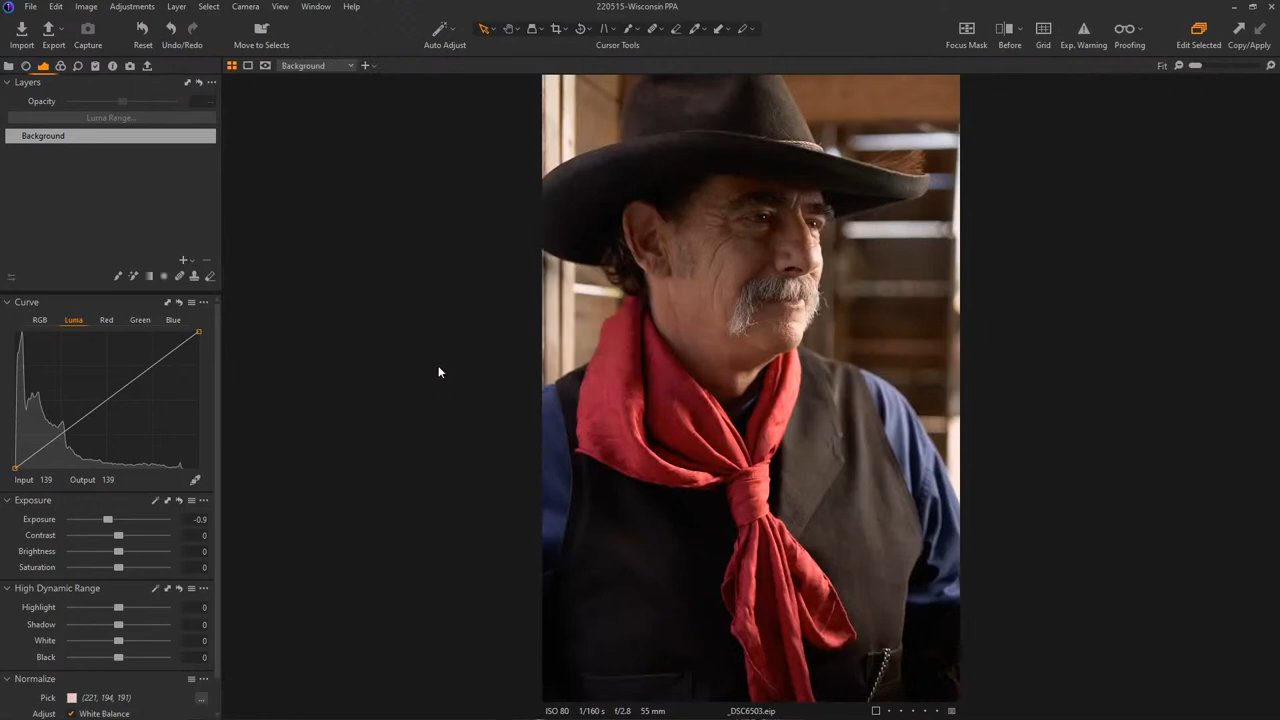 File Edit Image Adjustments Layer Select Camera View Window Help
220515-Wisconsin PPA
Import Export Capture Reset Undo/Redo Move to Selects Auto Adjust Cursor Tools Focus Mask Before Grid Exp. Warning Proofing Edit Selected Copy/Apply
Background
Fit
Layers
Opacity
Luma Range...
Background
Curve
RGB Luma Red Green Blue
Input 139 Output 139
Exposure
Exposure -0.9
Contrast 0
Brightness 0
Saturation 0
High Dynamic Range
Highlight 0
Shadow 0
White 0
Black 0
Normalize
Pick (221, 194, 191)
Adjust White Balance
ISO 80 1/160 s f/2.8 55 mm _DSC6503.eip